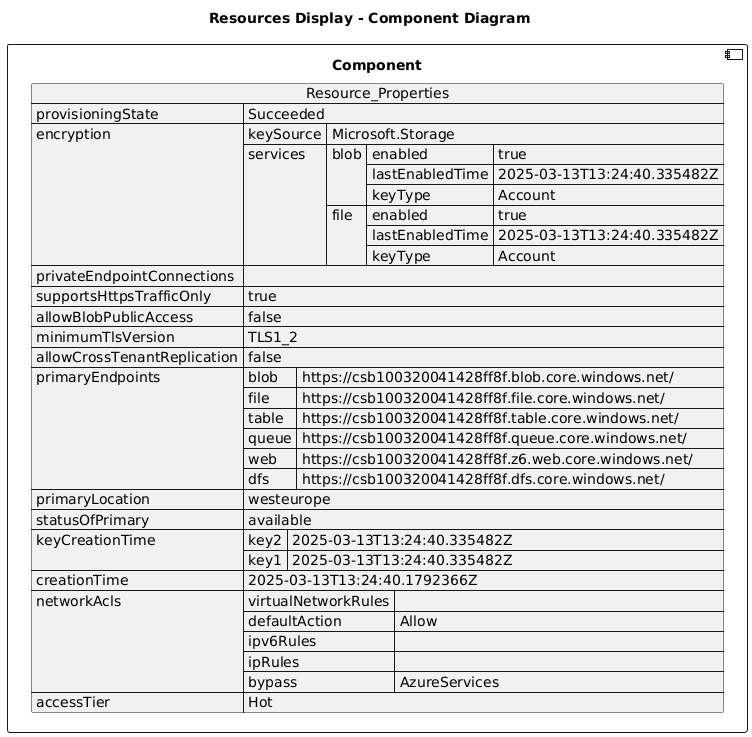 Resources Display - Component Diagram
Component
Resource_Properties
provisioningState Succeeded
encryption keySource Microsoft.Storage
services blob enabled true
lastEnabledTime 2025-03-13T13:24:40.335482Z
keyType Account
file enabled true
lastEnabledTime 2025-03-13T13:24:40.335482Z
keyType Account
privateEndpointConnections
supportsHttpsTrafficOnly true
allowBlobPublicAccess false
minimumTlsVersion TLS1_2
allowCrossTenantReplication false
primaryEndpoints blob https://csb100320041428ff8f.blob.core.windows.net/
file https://csb100320041428ff8f.file.core.windows.net/
table https://csb100320041428ff8f.table.core.windows.net/
queue https://csb100320041428ff8f.queue.core.windows.net/
web https://csb100320041428ff8f.z6.web.core.windows.net/
dfs https://csb100320041428ff8f.dfs.core.windows.net/
primaryLocation westeurope
statusOfPrimary available
keyCreationTime key2 2025-03-13T13:24:40.335482Z
key1 2025-03-13T13:24:40.335482Z
creationTime 2025-03-13T13:24:40.1792366Z
networkAcls virtualNetworkRules
defaultAction Allow
ipv6Rules
ipRules
bypass AzureServices
accessTier Hot